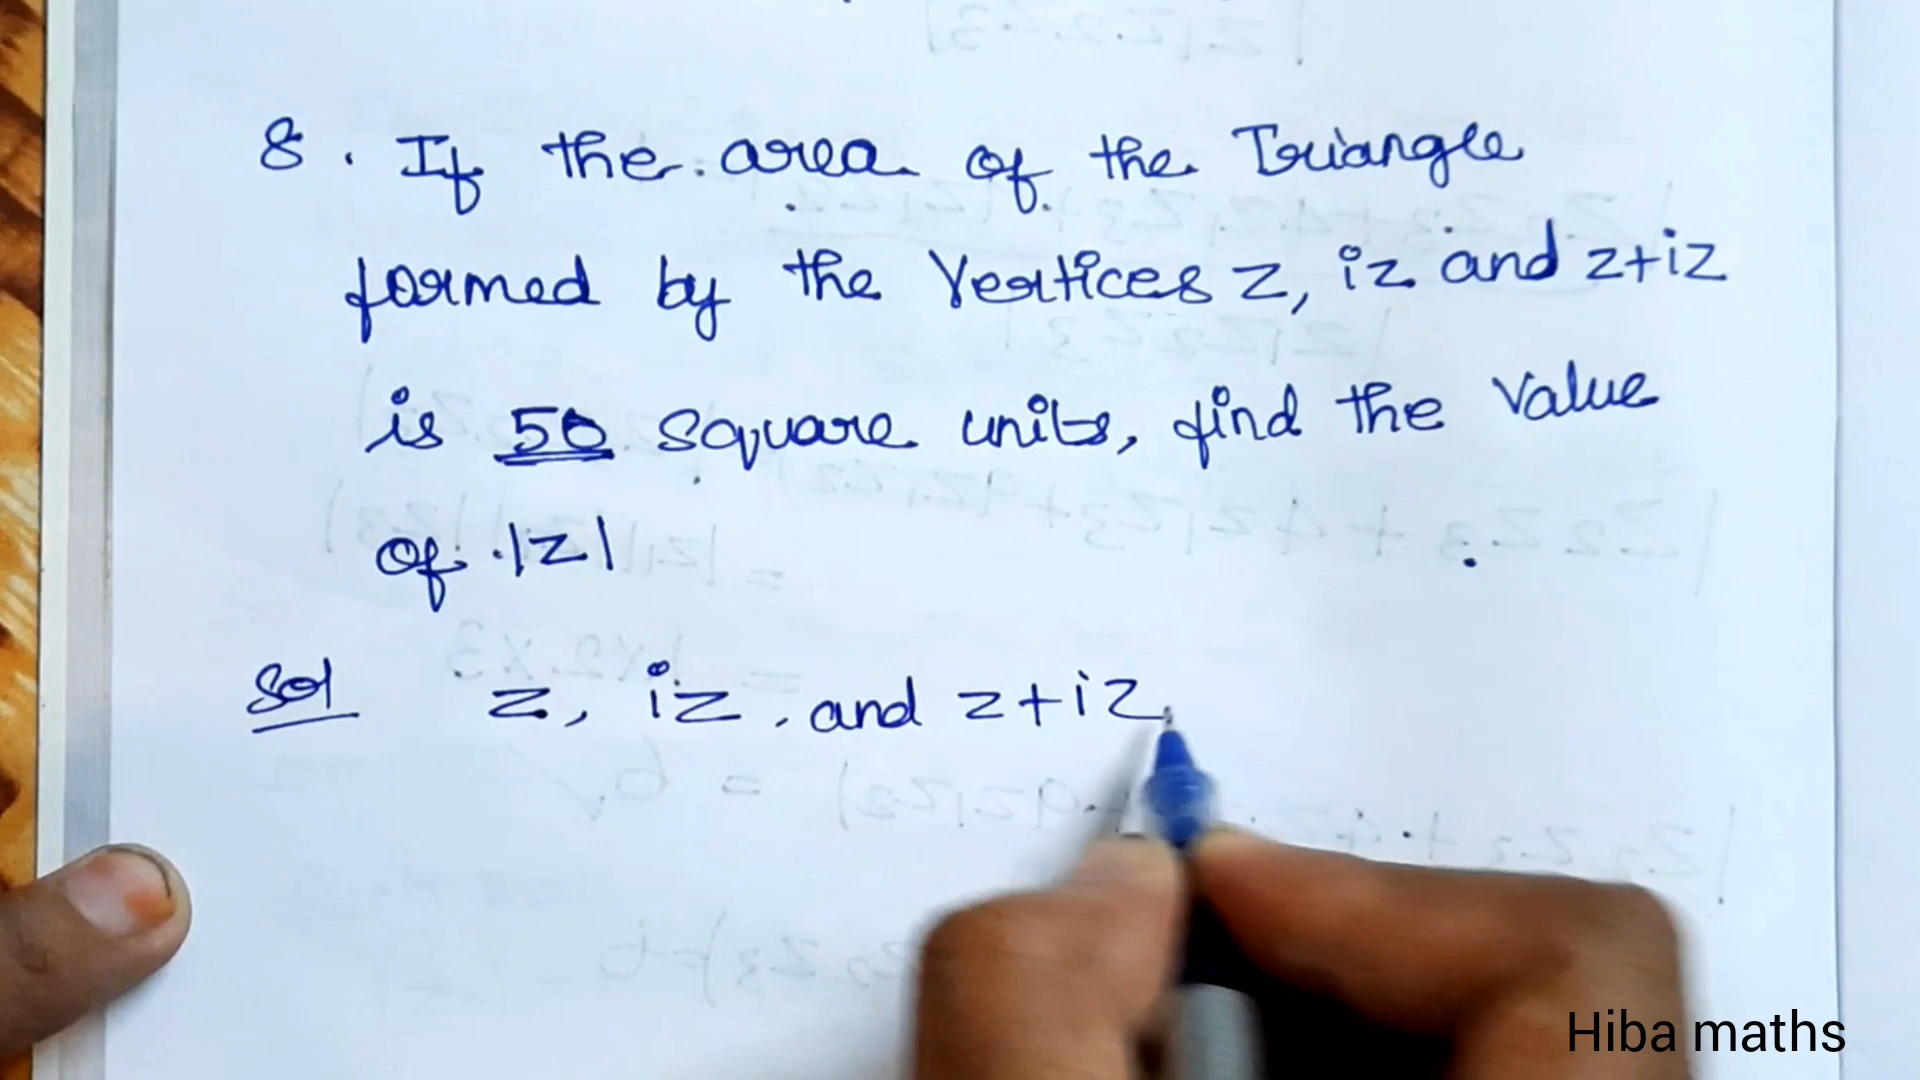 8. If the area of the Triangle
formed by the Vertices z, iz and z+iz
is 50 square units, find the value
of |z|
Sol z, iz, and z+iz
Hiba maths